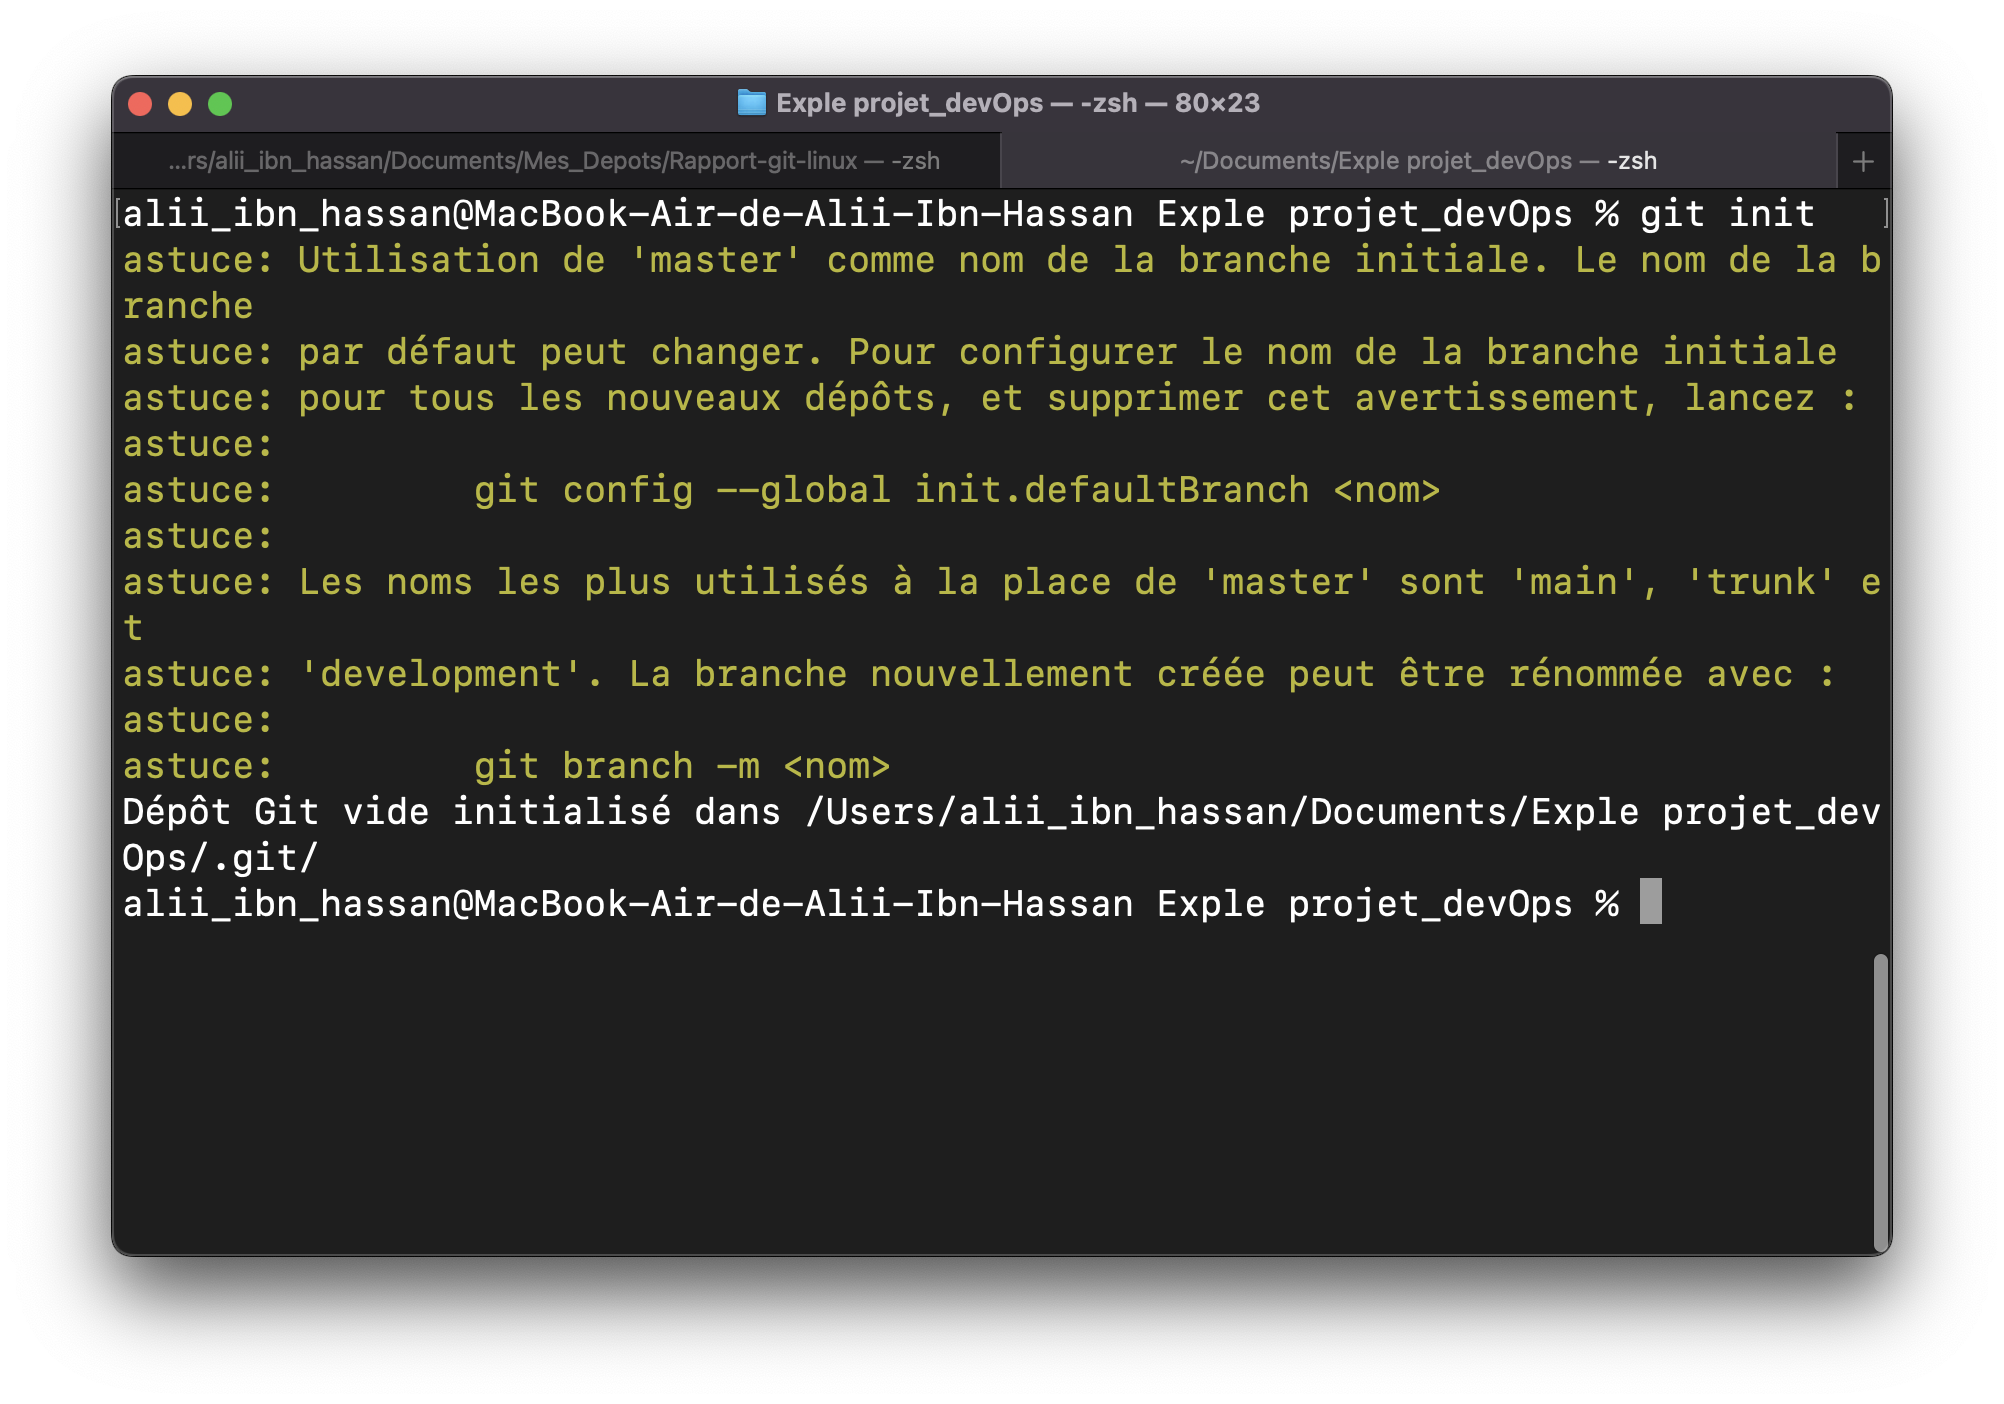 Exple projet_devOps — -zsh — 80×23
...rs/alii_ibn_hassan/Documents/Mes_Depots/Rapport-git-linux — -zsh
~/Documents/Exple projet_devOps — -zsh
+
[alii_ibn_hassan@MacBook-Air-de-Alii-Ibn-Hassan Exple projet_devOps % git init ]
astuce: Utilisation de 'master' comme nom de la branche initiale. Le nom de la b
ranche
astuce: par défaut peut changer. Pour configurer le nom de la branche initiale
astuce: pour tous les nouveaux dépôts, et supprimer cet avertissement, lancez :
astuce:
astuce:         git config --global init.defaultBranch <nom>
astuce:
astuce: Les noms les plus utilisés à la place de 'master' sont 'main', 'trunk' e
t
astuce: 'development'. La branche nouvellement créée peut être rénommée avec :
astuce:
astuce:         git branch -m <nom>
Dépôt Git vide initialisé dans /Users/alii_ibn_hassan/Documents/Exple projet_dev
Ops/.git/
alii_ibn_hassan@MacBook-Air-de-Alii-Ibn-Hassan Exple projet_devOps %